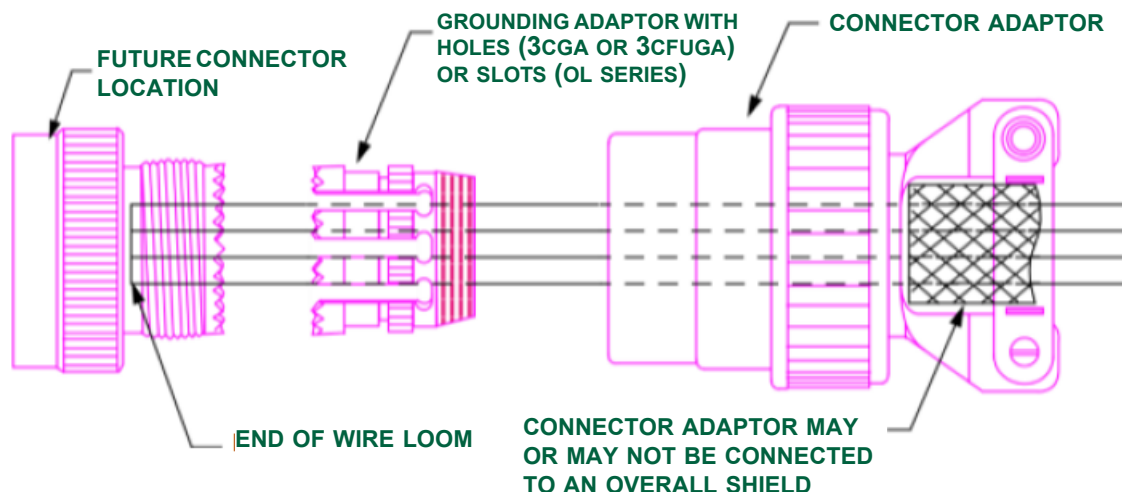 FUTURE CONNECTOR
LOCATION
GROUNDING ADAPTOR WITH
HOLES (3CGA OR 3CFUGA)
OR SLOTS (OL SERIES)
CONNECTOR ADAPTOR
END OF WIRE LOOM
CONNECTOR ADAPTOR MAY
OR MAY NOT BE CONNECTED
TO AN OVERALL SHIELD